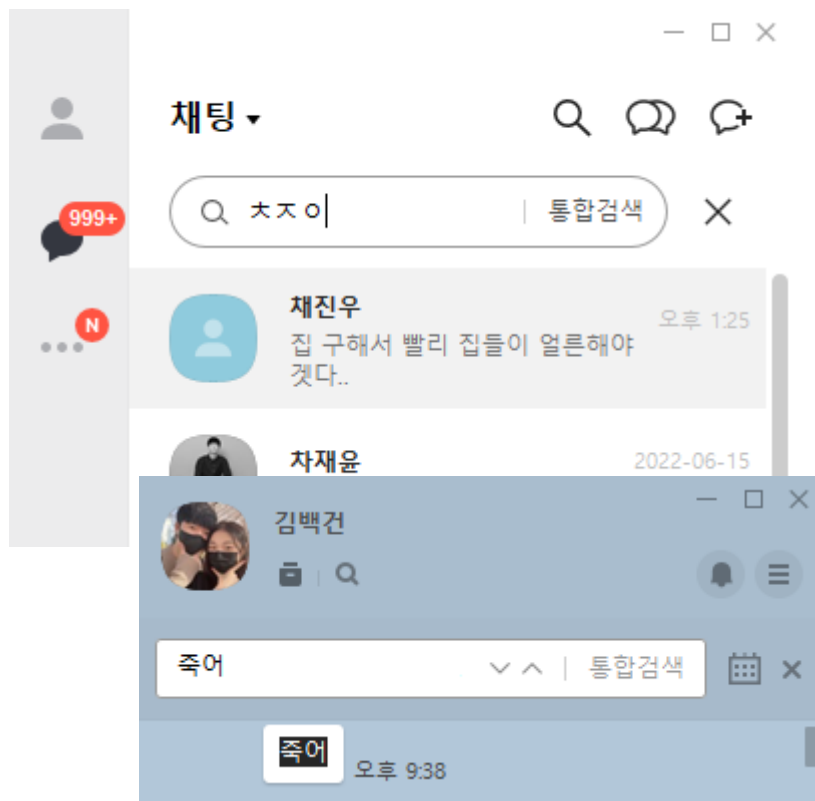 채팅
999+
ㅊㅈㅇ 통합검색
N
채진우
오후 1:25
집 구해서 빨리 집들이 얼른해야
겟다..
차재윤 2022-06-15
김백건
죽어 통합검색
죽어 오후 9:38